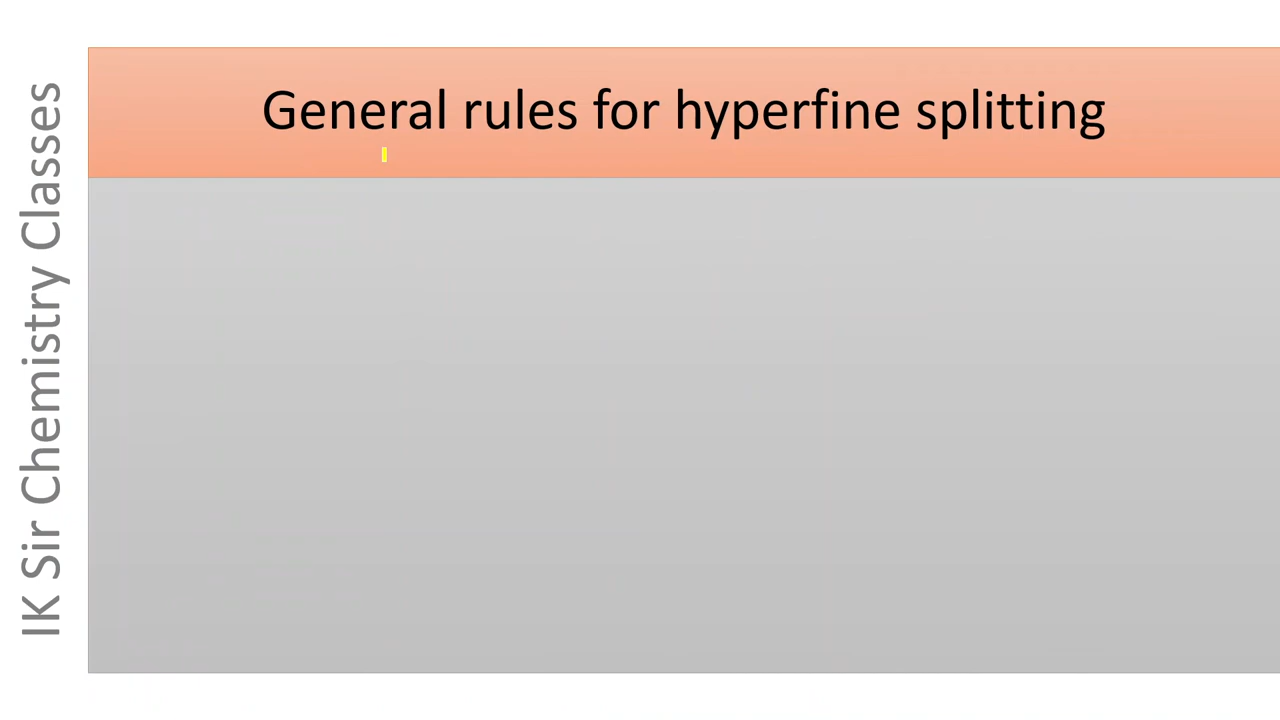 General rules for hyperfine splitting
IK Sir Chemistry Classes